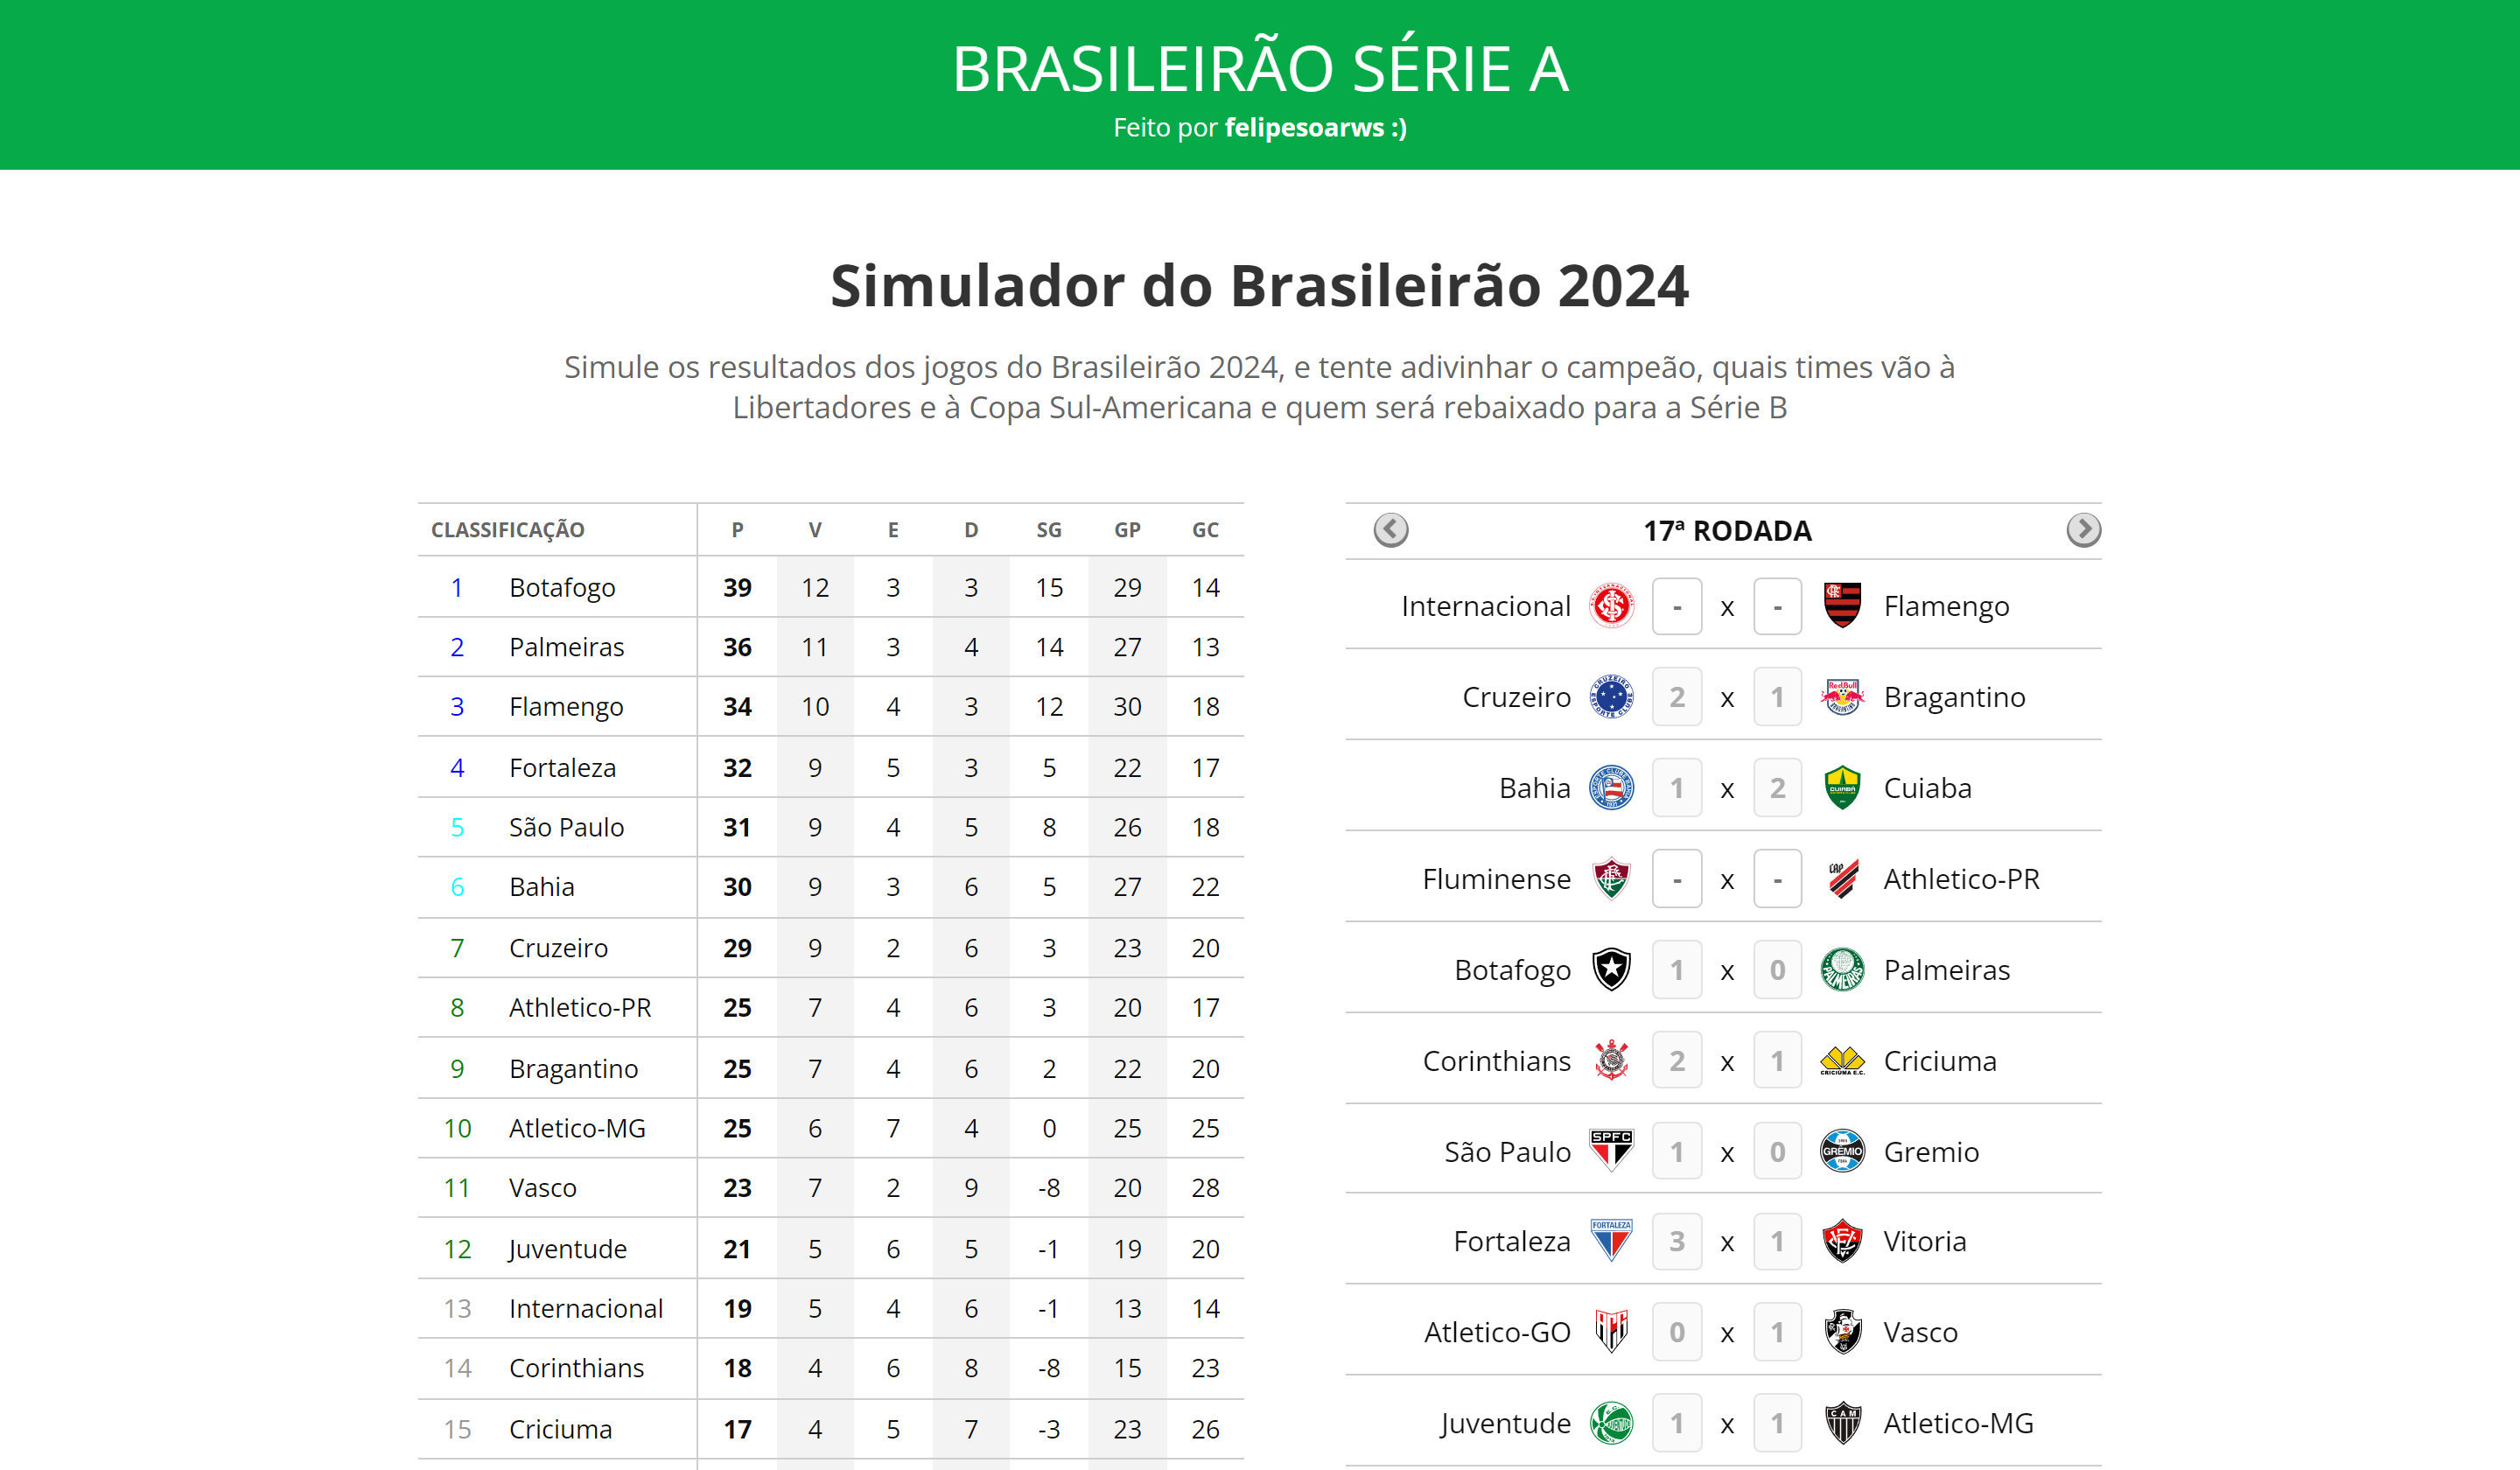 BRASILEIRÃO SÉRIE A
Feito por felipesoarws :)
Simulador do Brasileirão 2024
Simule os resultados dos jogos do Brasileirão 2024, e tente adivinhar o campeão, quais times vão à
Libertadores e à Copa Sul-Americana e quem será rebaixado para a Série B
CLASSIFICAÇÃO P V E D SG GP GC
1 Botafogo 39 12 3 3 15 29 14
2 Palmeiras 36 11 3 4 14 27 13
3 Flamengo 34 10 4 3 12 30 18
4 Fortaleza 32 9 5 3 5 22 17
5 São Paulo 31 9 4 5 8 26 18
6 Bahia 30 9 3 6 5 27 22
7 Cruzeiro 29 9 2 6 3 23 20
8 Athletico-PR 25 7 4 6 3 20 17
9 Bragantino 25 7 4 6 2 22 20
10 Atletico-MG 25 6 7 4 0 25 25
11 Vasco 23 7 2 9 -8 20 28
12 Juventude 21 5 6 5 -1 19 20
13 Internacional 19 5 4 6 -1 13 14
14 Corinthians 18 4 6 8 -8 15 23
15 Criciuma 17 4 5 7 -3 23 26
17ª RODADA
Internacional - x - Flamengo
Cruzeiro 2 x 1 Bragantino
Bahia 1 x 2 Cuiaba
Fluminense - x - Athletico-PR
Botafogo 1 x 0 Palmeiras
Corinthians 2 x 1 Criciuma
São Paulo 1 x 0 Gremio
Fortaleza 3 x 1 Vitoria
Atletico-GO 0 x 1 Vasco
Juventude 1 x 1 Atletico-MG